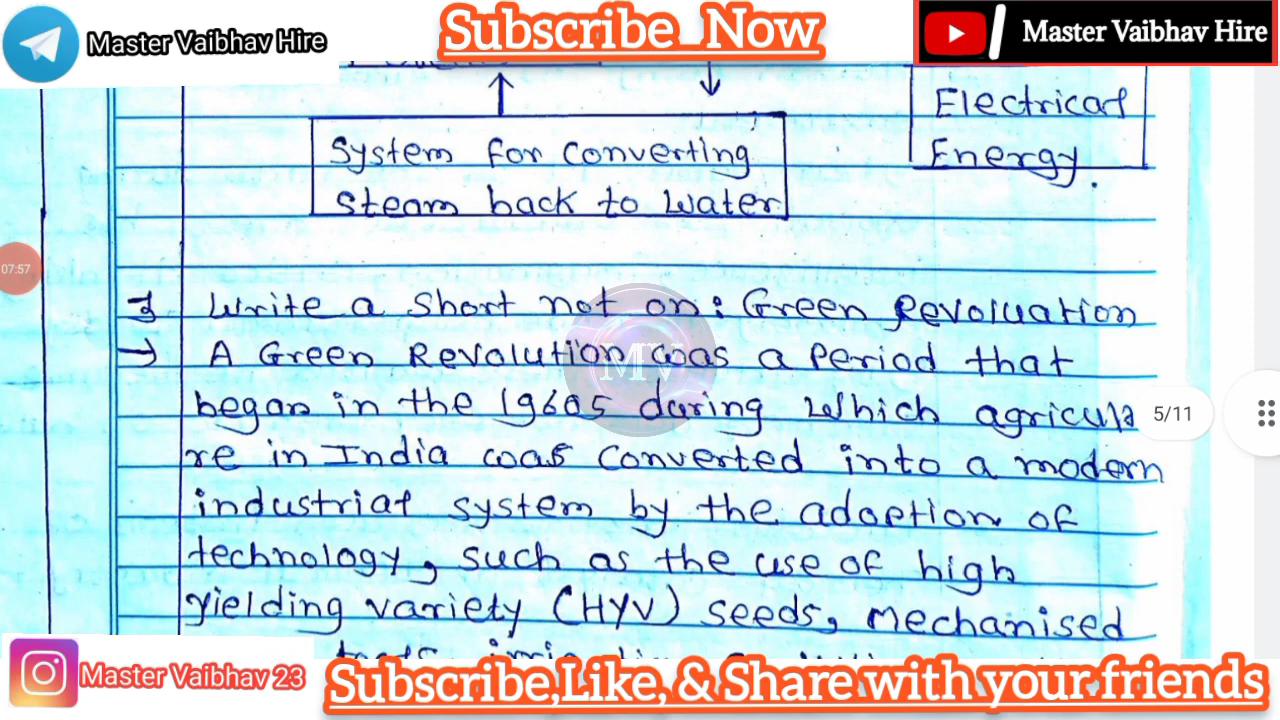 Master Vaibhav Hire
Subscribe Now
Master Vaibhav Hire
Electrical
Energy.
System for converting
steam back to water
07:57
Write a short not on: Green Revoluation
→ A Green Revolution was a period that
began in the 1960s during which agricula
re in India was converted into a modern
industrial system by the adoption of
technology, such as the use of high
yielding variety (HYV) seeds, mechanised
MV
5/11
Master Vaibhav 23
Subscribe,Like, & Share with your friends